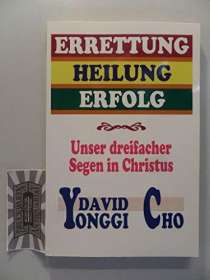 ERRETTUNG
HEILUNG
ERFOLG
Unser dreifacher
Segen in Christus
DAVID
YONGGI CHO